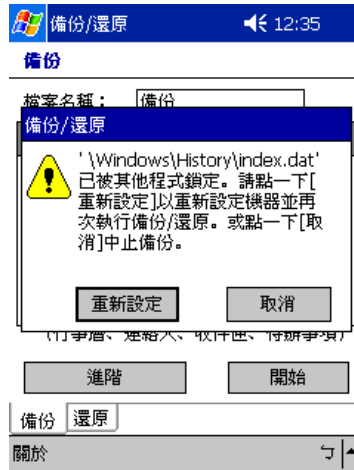 備份/還原 12:35
備份
檔案名稱： 備份
備份/還原
'\Windows\History\index.dat'
已被其他程式鎖定。請點一下[
重新設定]以重新設定機器並再
次執行備份/還原。或點一下[取
消]中止備份。
重新設定 取消
(行事曆、連絡人、收件匣、待辦事項)
進階 開始
備份 還原
關於 ㄅ